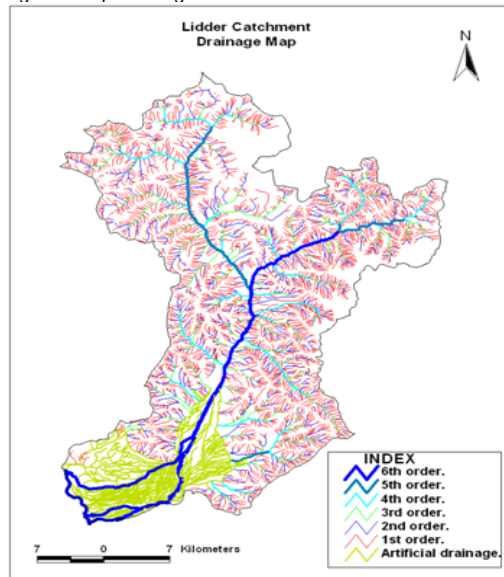 Lidder Catchment
Drainage Map
N
INDEX
6th order.
5th order.
4th order.
3rd order.
2nd order.
1st order.
Artificial drainage.
7 0 7 Kilometers